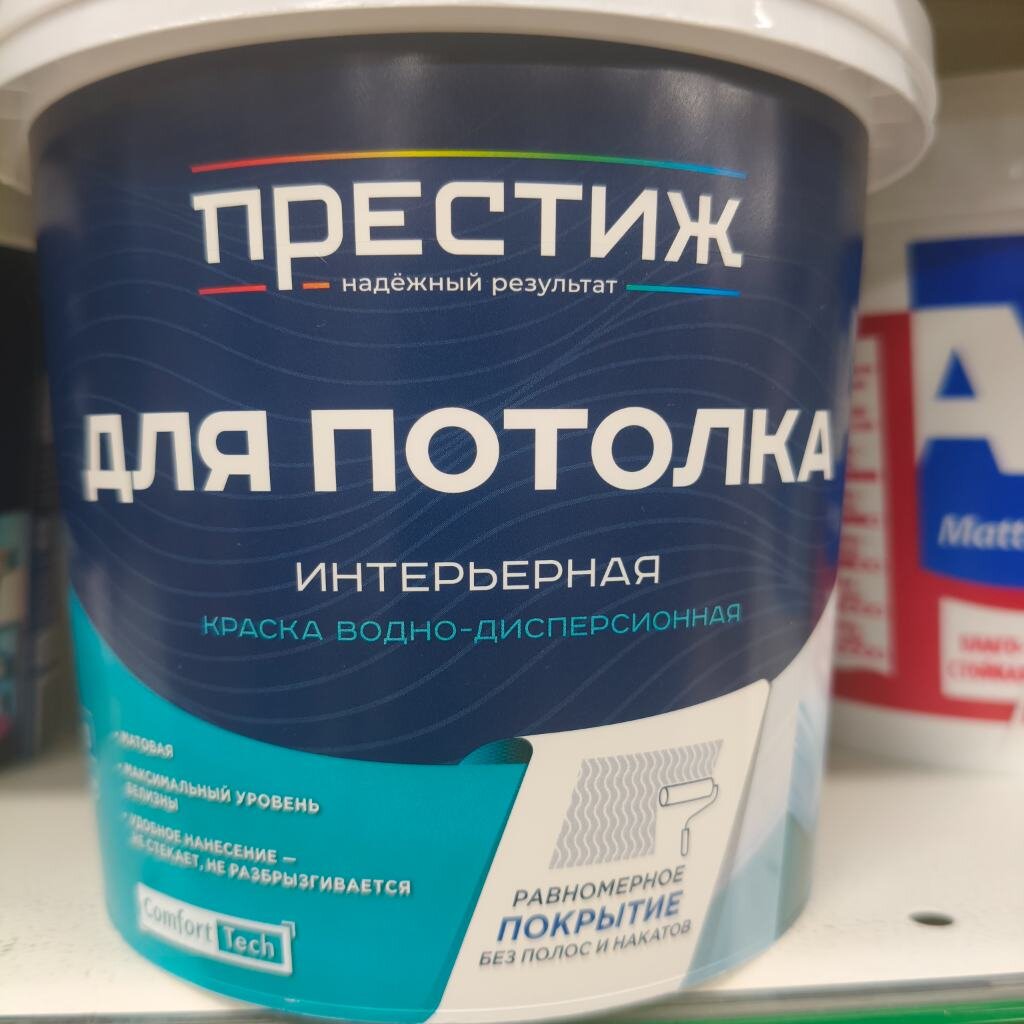 ПРЕСТИЖ
надёжный результат
ДЛЯ ПОТОЛКА
ИНТЕРЬЕРНАЯ
КРАСКА ВОДНО-ДИСПЕРСИОННАЯ
• МАТОВАЯ
• МАКСИМАЛЬНЫЙ УРОВЕНЬ
БЕЛИЗНЫ
• УДОБНОЕ НАНЕСЕНИЕ —
НЕ СТЕКАЕТ, НЕ РАЗБРЫЗГИВАЕТСЯ
Comfort Tech
РАВНОМЕРНОЕ
ПОКРЫТИЕ
БЕЗ ПОЛОС И НАКАТОВ
A
Matt